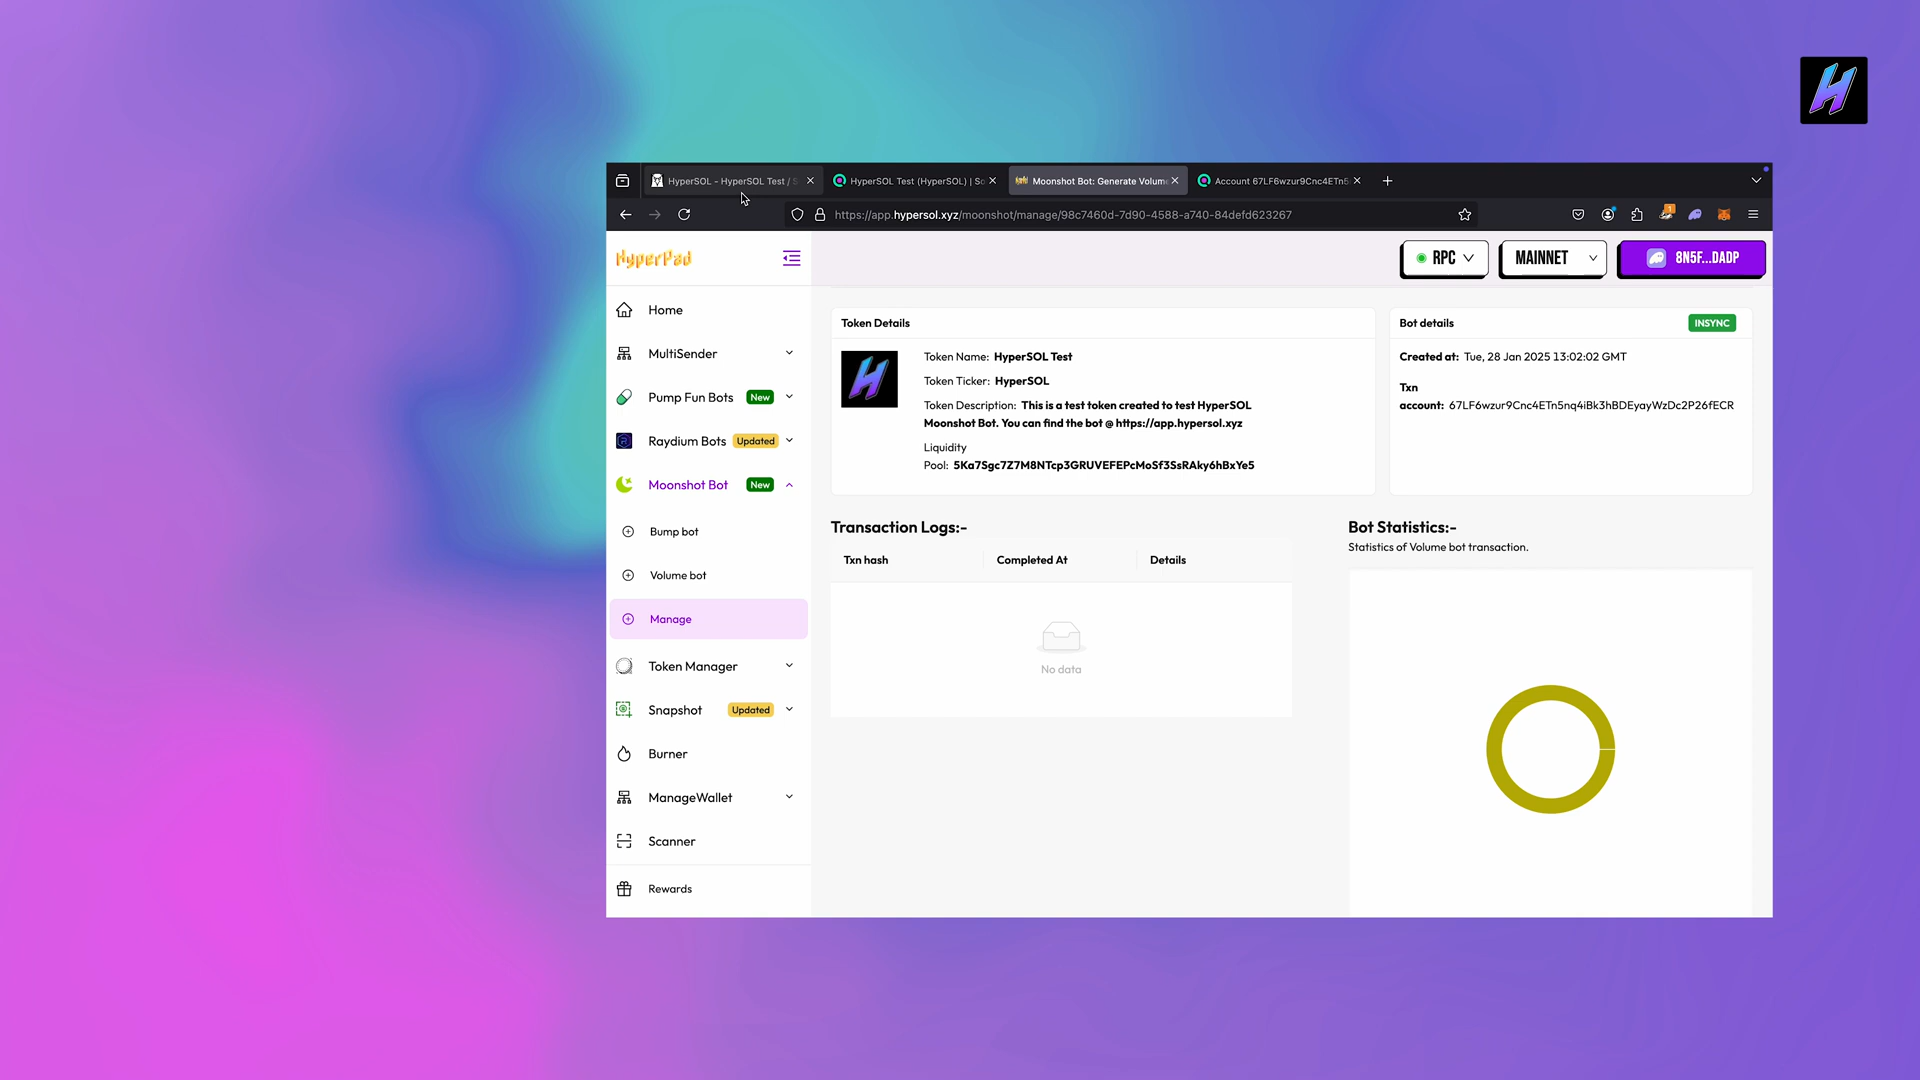 HyperSOL - HyperSOL Test / S
HyperSOL Test (HyperSOL) | So
Moonshot Bot: Generate Volume
Account 67LF6wzur9Cnc4ETn5
https://app.hypersol.xyz/moonshot/manage/98c7460d-7d90-4588-a740-84defd623267
1
HyperPad
RPC
MAINNET
8N5F...DADP
Home
MultiSender
Pump Fun Bots New
Raydium Bots Updated
Moonshot Bot New
Bump bot
Volume bot
Manage
Token Manager
Snapshot Updated
Burner
ManageWallet
Scanner
Rewards
Token Details
Token Name: HyperSOL Test
Token Ticker: HyperSOL
Token Description: This is a test token created to test HyperSOL
Moonshot Bot. You can find the bot @ https://app.hypersol.xyz
Liquidity
Pool: 5Ka7Sgc7Z7M8NTcp3GRUVEFEPcMoSf3SsRAky6hBxYe5
Bot details
INSYNC
Created at: Tue, 28 Jan 2025 13:02:02 GMT
Txn
account: 67LF6wzur9Cnc4ETn5nq4iBk3hBDEyayWzDc2P26fECR
Transaction Logs:-
Txn hash
Completed At
Details
No data
Bot Statistics:-
Statistics of Volume bot transaction.